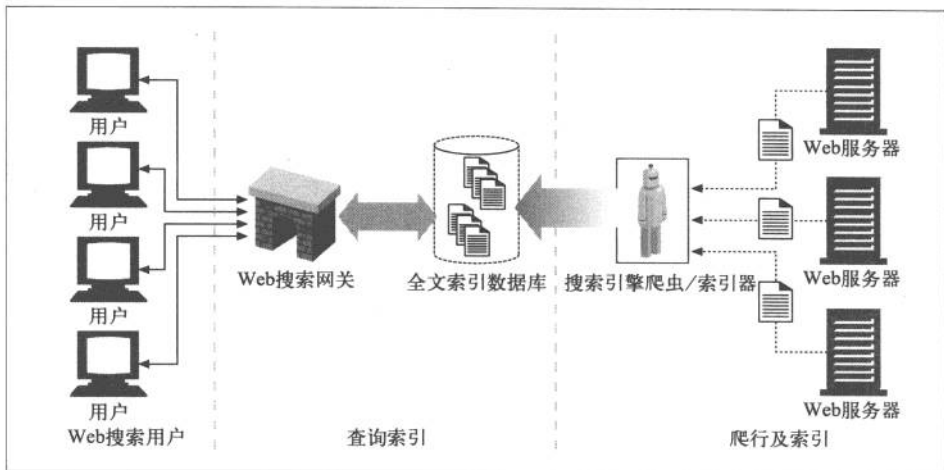 用户
用户
用户
用户
Web搜索用户
Web搜索网关
全文索引数据库
查询索引
搜索引擎爬虫/索引器
Web服务器
Web服务器
Web服务器
爬行及索引